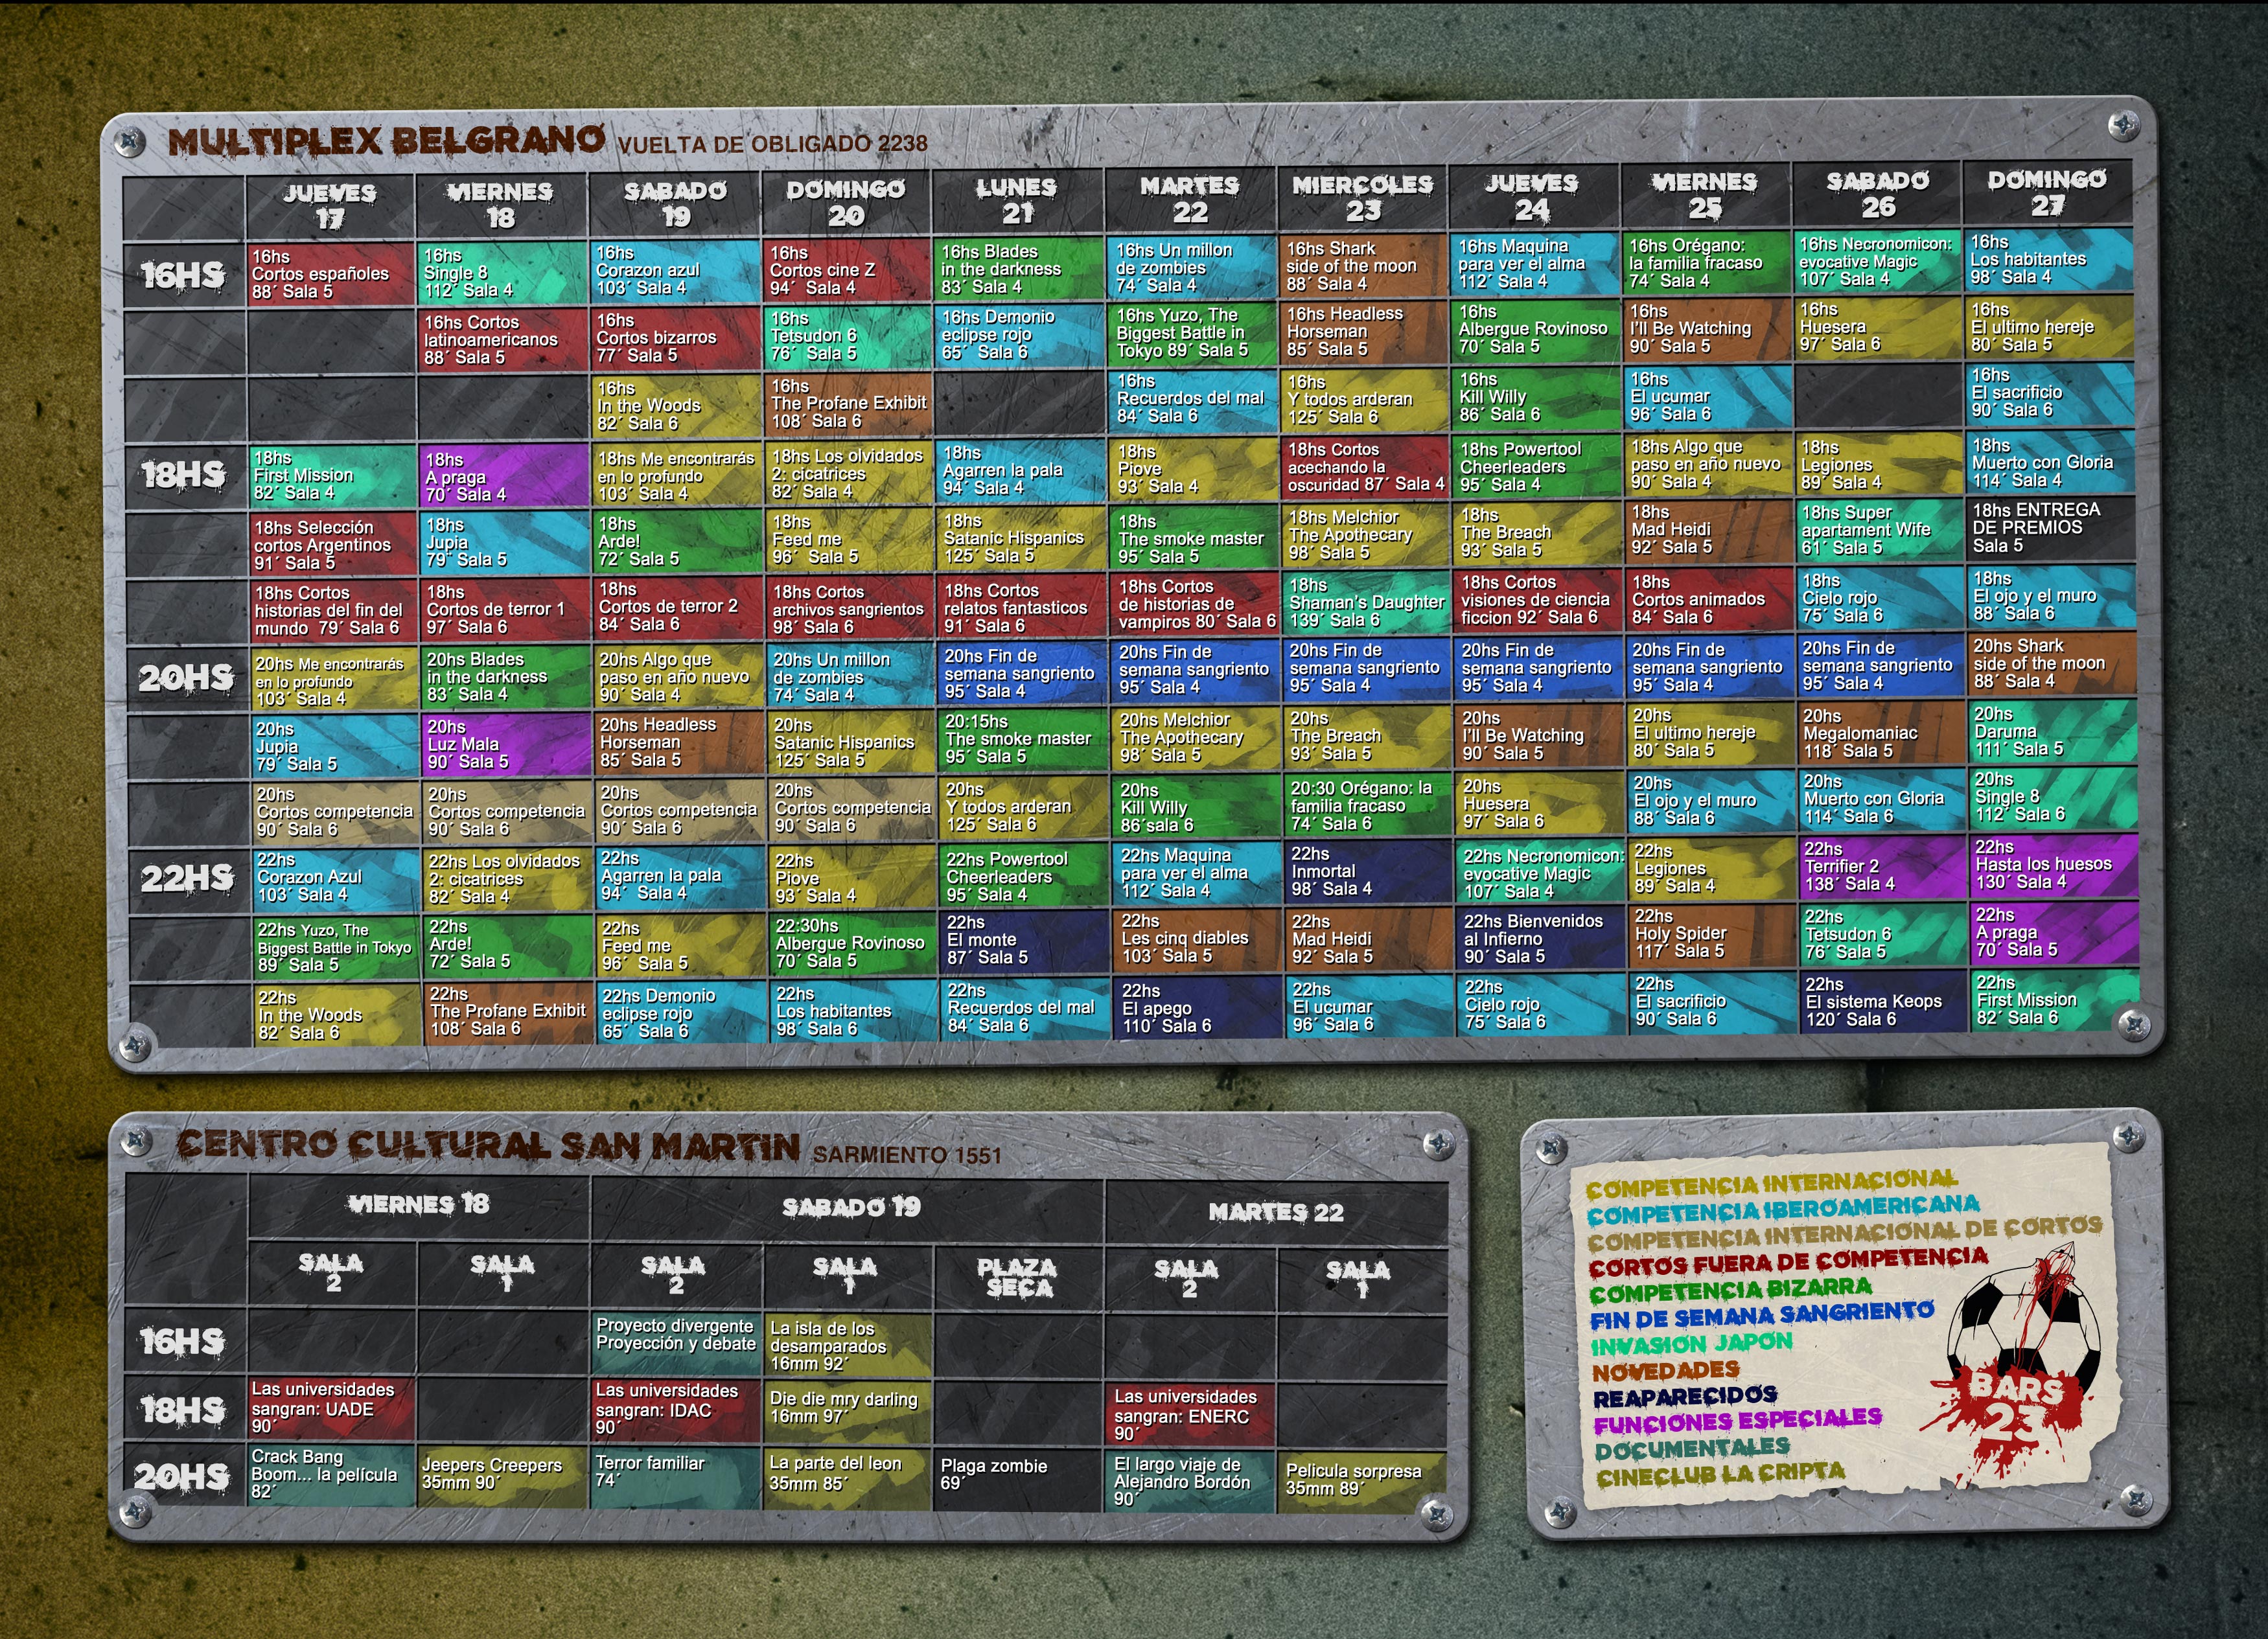 MULTIPLEX BELGRANO VUELTA DE OBLIGADO 2238
JUEVES 17
VIERNES 18
SABADO 19
DOMINGO 20
LUNES 21
MARTES 22
MIERCOLES 23
JUEVES 24
VIERNES 25
SABADO 26
DOMINGO 27
16HS
16hs
Cortos españoles
88´ Sala 5
16hs
Single 8
112´ Sala 4
16hs
Corazon azul
103´ Sala 4
16hs
Cortos cine Z
94´ Sala 4
16hs Blades
in the darkness
83´ Sala 4
16hs Un millon
de zombies
74´ Sala 4
16hs Shark
side of the moon
88´ Sala 4
16hs Maquina
para ver el alma
112´ Sala 4
16hs Orégano:
la familia fracaso
74´ Sala 4
16hs Necronomicon:
evocative Magic
107´ Sala 4
16hs
Los habitantes
98´ Sala 4
16hs Cortos
latinoamericanos
88´ Sala 5
16hs
Cortos bizarros
77´ Sala 5
16hs
Tetsudon 6
76´ Sala 5
16hs Demonio
eclipse rojo
65´ Sala 6
16hs Yuzo, The
Biggest Battle in
Tokyo 89´ Sala 5
16hs Headless
Horseman
85´ Sala 5
16hs
Albergue Rovinoso
70´ Sala 5
16hs
I'll Be Watching
90´ Sala 5
16hs
Huesera
97´ Sala 6
16hs
El ultimo hereje
80´ Sala 5
16hs
In the Woods
82´ Sala 6
16hs
The Profane Exhibit
108´ Sala 6
16hs
Recuerdos del mal
84´ Sala 6
16hs
Y todos arderan
125´ Sala 6
16hs
Kill Willy
86´ Sala 6
16hs
El ucumar
96´ Sala 6
16hs
El sacrificio
90´ Sala 6
18HS
18hs
First Mission
82´ Sala 4
18hs
A praga
70´ Sala 4
18hs Me encontrarás
en lo profundo
103´ Sala 4
18hs Los olvidados
2: cicatrices
82´ Sala 4
18hs
Agarren la pala
94´ Sala 4
18hs
Piove
93´ Sala 4
18hs Cortos
acechando la
oscuridad 87´ Sala 4
18hs Powertool
Cheerleaders
95´ Sala 4
18hs Algo que
paso en año nuevo
90´ Sala 4
18hs
Legiones
89´ Sala 4
18hs
Muerto con Gloria
114´ Sala 4
18hs Selección
cortos Argentinos
91´ Sala 5
18hs
Jupia
79´ Sala 5
18hs
Arde!
72´ Sala 5
18hs
Feed me
96´ Sala 5
18hs
Satanic Hispanics
125´ Sala 5
18hs
The smoke master
95´ Sala 5
18hs Melchior
The Apothecary
98´ Sala 5
18hs
The Breach
93´ Sala 5
18hs
Mad Heidi
92´ Sala 5
18hs Super
apartament Wife
61´ Sala 5
18hs ENTREGA
DE PREMIOS
Sala 5
18hs Cortos
historias del fin del
mundo 79´ Sala 6
18hs
Cortos de terror 1
97´ Sala 6
18hs
Cortos de terror 2
84´ Sala 6
18hs Cortos
archivos sangrientos
98´ Sala 6
18hs Cortos
relatos fantasticos
91´ Sala 6
18hs Cortos
de historias de
vampiros 80´ Sala 6
18hs
Shaman's Daughter
139´ Sala 6
18hs Cortos
visiones de ciencia
ficcion 92´ Sala 6
18hs
Cortos animados
84´ Sala 6
18hs
Cielo rojo
75´ Sala 6
18hs
El ojo y el muro
88´ Sala 6
20HS
20hs Me encontrarás
en lo profundo
103´ Sala 4
20hs Blades
in the darkness
83´ Sala 4
20hs Algo que
paso en año nuevo
90´ Sala 4
20hs Un millon
de zombies
74´ Sala 4
20hs Fin de
semana sangriento
95´ Sala 4
20hs Fin de
semana sangriento
95´ Sala 4
20hs Fin de
semana sangriento
95´ Sala 4
20hs Fin de
semana sangriento
95´ Sala 4
20hs Fin de
semana sangriento
95´ Sala 4
20hs Fin de
semana sangriento
95´ Sala 4
20hs Shark
side of the moon
88´ Sala 4
20hs
Jupia
79´ Sala 5
20hs
Luz Mala
90´ Sala 5
20hs Headless
Horseman
85´ Sala 5
20hs
Satanic Hispanics
125´ Sala 5
20:15hs
The smoke master
95´ Sala 5
20hs Melchior
The Apothecary
98´ Sala 5
20hs
The Breach
93´ Sala 5
20hs
I'll Be Watching
90´ Sala 5
20hs
El ultimo hereje
80´ Sala 5
20hs
Megalomaniac
118´ Sala 5
20hs
Daruma
111´ Sala 5
20hs
Cortos competencia
90´ Sala 6
20hs
Cortos competencia
90´ Sala 6
20hs
Cortos competencia
90´ Sala 6
20hs
Cortos competencia
90´ Sala 6
20hs
Y todos arderan
125´ Sala 6
20hs
Kill Willy
86´sala 6
20:30 Orégano: la
familia fracaso
74´ Sala 6
20hs
Huesera
97´ Sala 6
20hs
El ojo y el muro
88´ Sala 6
20hs
Muerto con Gloria
114´ Sala 6
20hs
Single 8
112´ Sala 6
22HS
22hs
Corazon Azul
103´ Sala 4
22hs Los olvidados
2: cicatrices
82´ Sala 4
22hs
Agarren la pala
94´ Sala 4
22hs
Piove
93´ Sala 4
22hs Powertool
Cheerleaders
95´ Sala 4
22hs Maquina
para ver el alma
112´ Sala 4
22hs
Inmortal
98´ Sala 4
22hs Necronomicon:
evocative Magic
107´ Sala 4
22hs
Legiones
89´ Sala 4
22hs
Terrifier 2
138´ Sala 4
22hs
Hasta los huesos
130´ Sala 4
22hs Yuzo, The
Biggest Battle in Tokyo
89´ Sala 5
22hs
Arde!
72´ Sala 5
22hs
Feed me
96´ Sala 5
22:30hs
Albergue Rovinoso
70´ Sala 5
22hs
El monte
87´ Sala 5
22hs
Les cinq diables
103´ Sala 5
22hs
Mad Heidi
92´ Sala 5
22hs Bienvenidos
al Infierno
90´ Sala 5
22hs
Holy Spider
117´ Sala 5
22hs
Tetsudon 6
76´ Sala 5
22hs
A praga
70´ Sala 5
22hs
In the Woods
82´ Sala 6
22hs
The Profane Exhibit
108´ Sala 6
22hs Demonio
eclipse rojo
65´ Sala 6
22hs
Los habitantes
98´ Sala 6
22hs
Recuerdos del mal
84´ Sala 6
22hs
El apego
110´ Sala 6
22hs
El ucumar
96´ Sala 6
22hs
Cielo rojo
75´ Sala 6
22hs
El sacrificio
90´ Sala 6
22hs
El sistema Keops
120´ Sala 6
22hs
First Mission
82´ Sala 6
CENTRO CULTURAL SAN MARTIN SARMIENTO 1551
VIERNES 18
SABADO 19
MARTES 22
SALA 2
SALA 1
SALA 2
SALA 1
PLAZA SECA
SALA 2
SALA 1
16HS
Proyecto divergente
Proyección y debate
La isla de los
desamparados
16mm 92´
18HS
Las universidades
sangran: UADE
90´
Las universidades
sangran: IDAC
90´
Die die mry darling
16mm 97´
Las universidades
sangran: ENERC
90´
20HS
Crack Bang
Boom... la película
82´
Jeepers Creepers
35mm 90´
Terror familiar
74´
La parte del leon
35mm 85´
Plaga zombie
69´
El largo viaje de
Alejandro Bordón
90´
Pelicula sorpresa
35mm 89´
COMPETENCIA INTERNACIONAL
COMPETENCIA IBEROAMERICANA
COMPETENCIA INTERNACIONAL DE CORTOS
CORTOS FUERA DE COMPETENCIA
COMPETENCIA BIZARRA
FIN DE SEMANA SANGRIENTO
INVASION JAPON
NOVEDADES
REAPARECIDOS
FUNCIONES ESPECIALES
DOCUMENTALES
CINECLUB LA CRIPTA
BARS
23